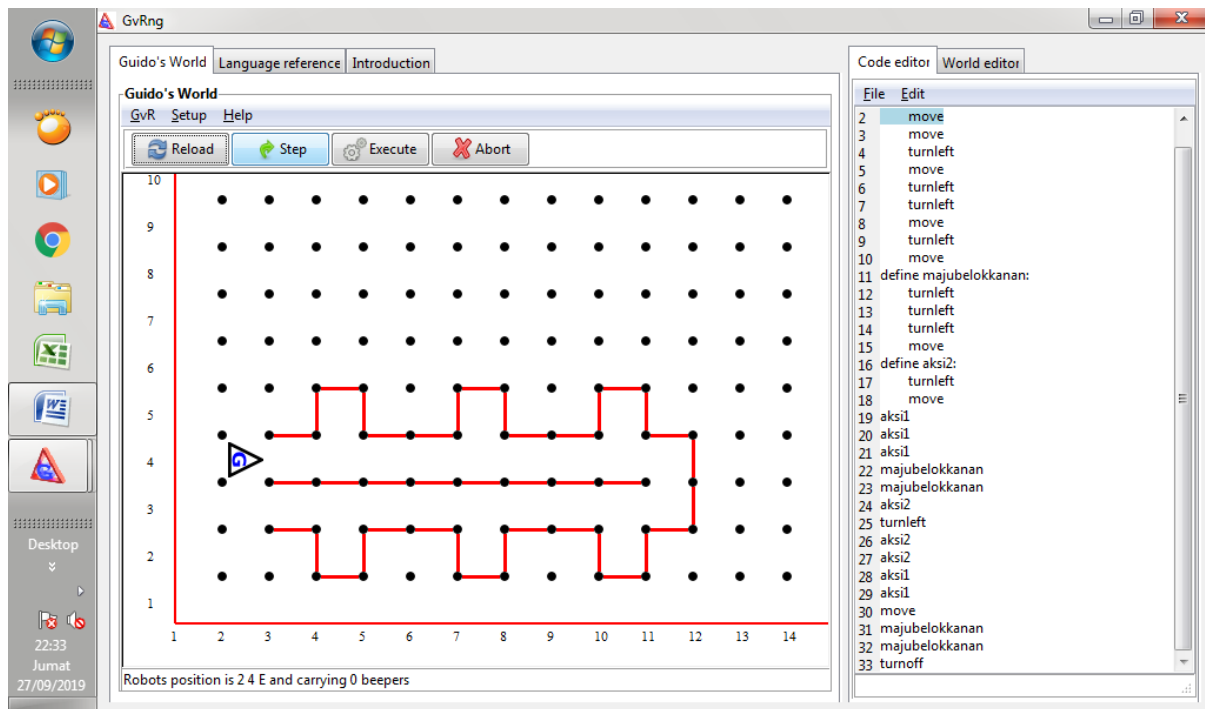 GvRng
Guido's World Language reference Introduction
Guido's World
GvR Setup Help
Reload Step Execute Abort
10
9
8
7
6
5
4
3
2
1
1 2 3 4 5 6 7 8 9 10 11 12 13 14
G
Robots position is 2 4 E and carrying 0 beepers
Code editor World editor
File Edit
2 move
3 move
4 turnleft
5 move
6 turnleft
7 turnleft
8 move
9 turnleft
10 move
11 define majubelokkanan:
12 turnleft
13 turnleft
14 turnleft
15 move
16 define aksi2:
17 turnleft
18 move
19 aksi1
20 aksi1
21 aksi1
22 majubelokkanan
23 majubelokkanan
24 aksi2
25 turnleft
26 aksi2
27 aksi2
28 aksi1
29 aksi1
30 move
31 majubelokkanan
32 majubelokkanan
33 turnoff
Desktop
22:33
Jumat
27/09/2019